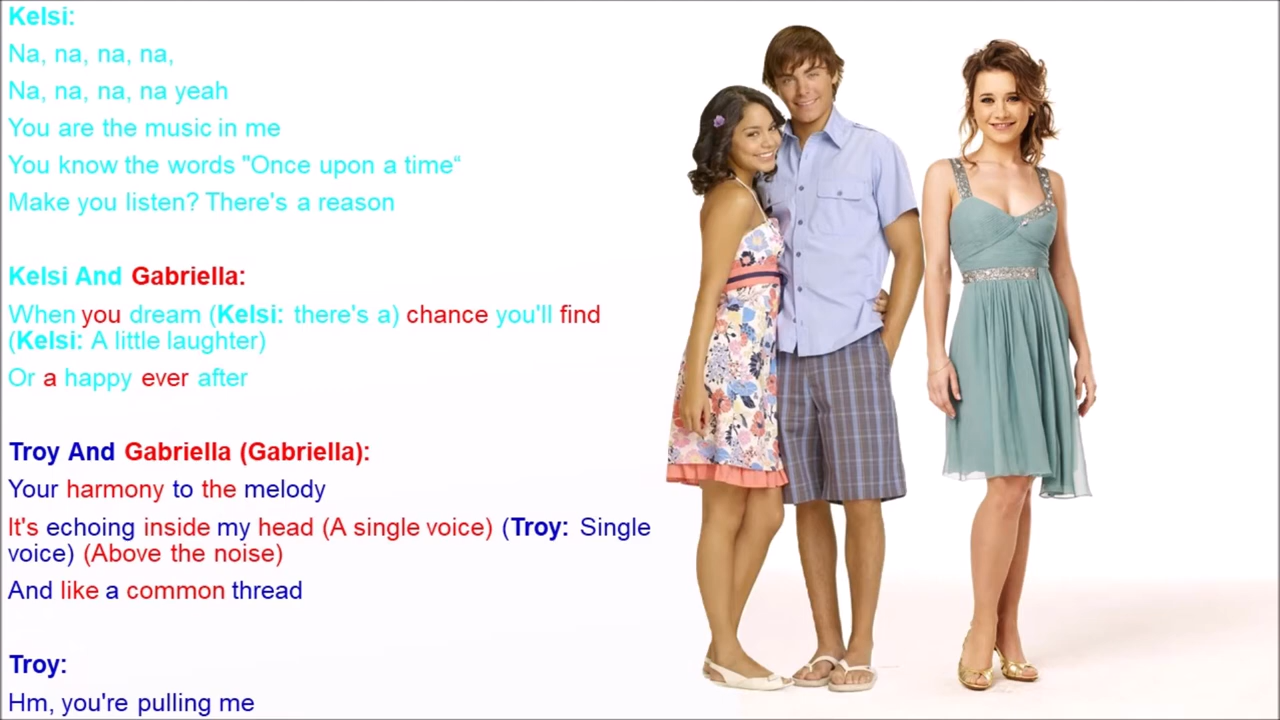 Kelsi:
Na, na, na, na,
Na, na, na, na yeah
You are the music in me
You know the words "Once upon a time“
Make you listen? There's a reason
Kelsi And Gabriella:
When you dream (Kelsi: there's a) chance you'll find
(Kelsi: A little laughter)
Or a happy ever after
Troy And Gabriella (Gabriella):
Your harmony to the melody
It's echoing inside my head (A single voice) (Troy: Single
voice) (Above the noise)
And like a common thread
Troy:
Hm, you're pulling me